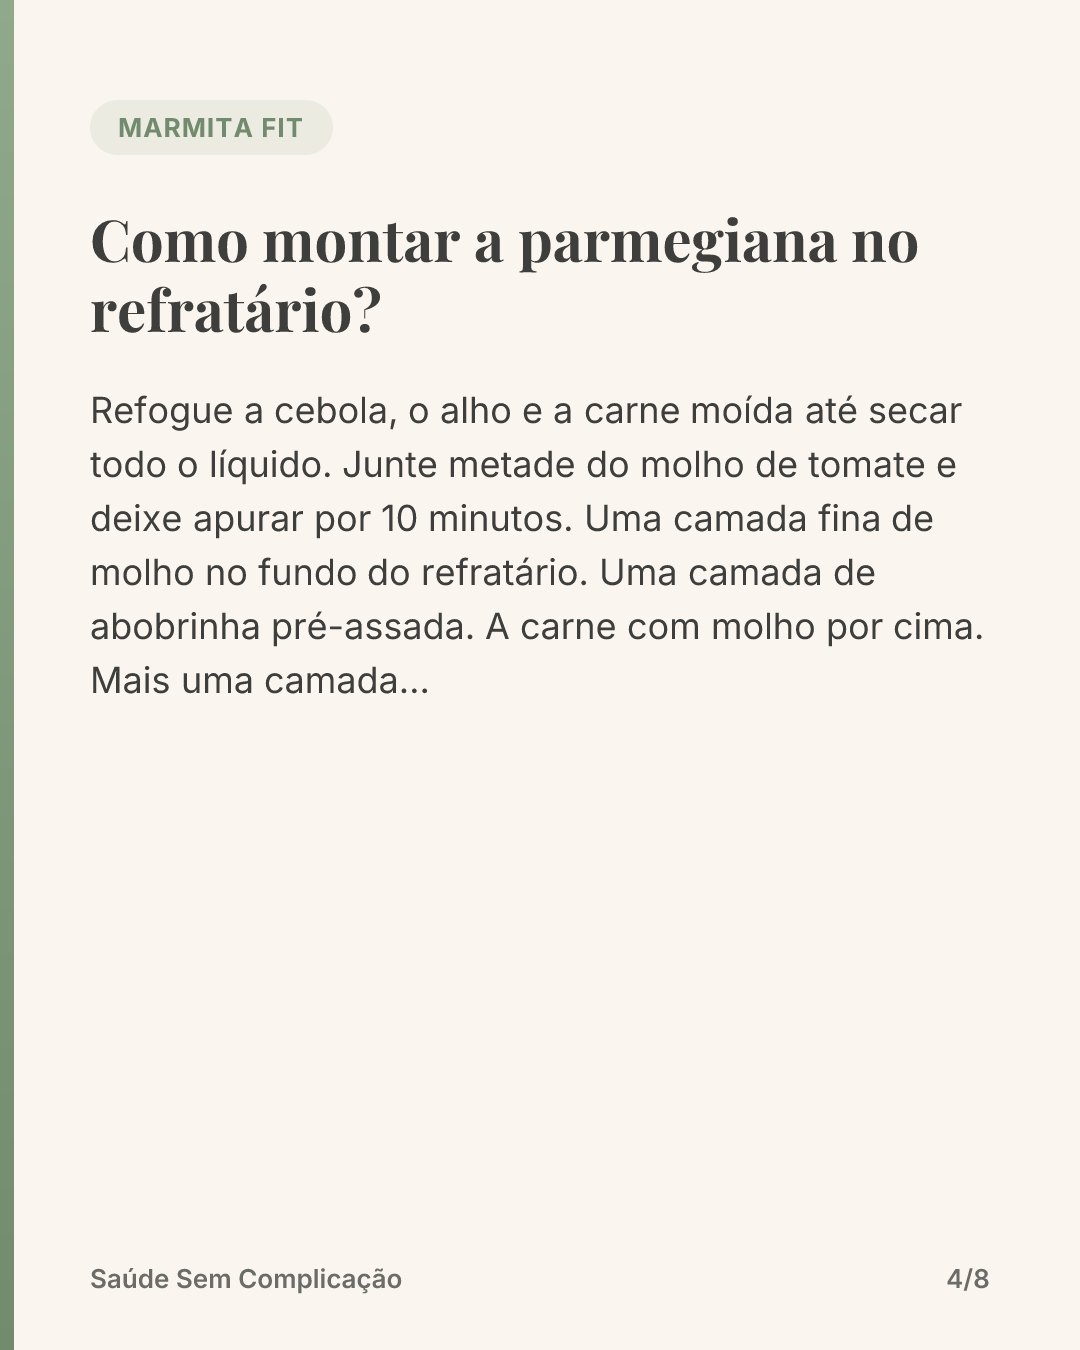 MARMITA FIT
Como montar a parmegiana no
refratário?
Refogue a cebola, o alho e a carne moída até secar
todo o líquido. Junte metade do molho de tomate e
deixe apurar por 10 minutos. Uma camada fina de
molho no fundo do refratário. Uma camada de
abobrinha pré-assada. A carne com molho por cima.
Mais uma camada...
Saúde Sem Complicação
4/8